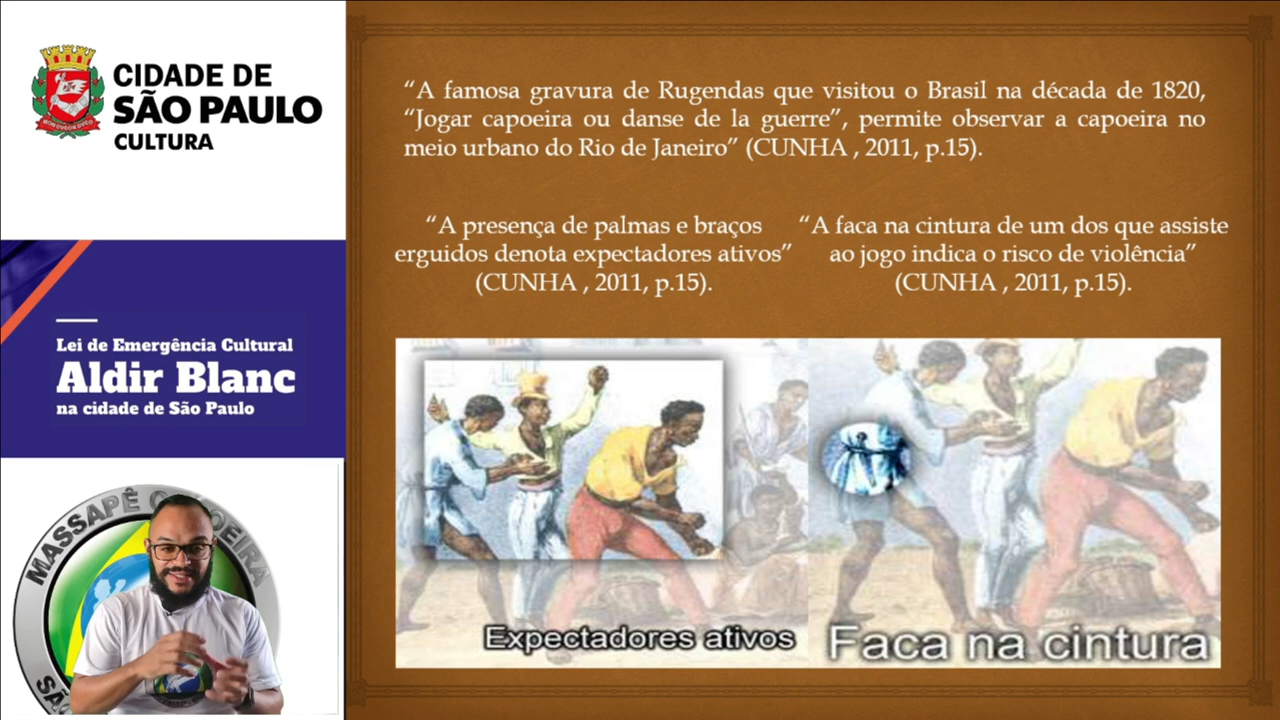 CIDADE DE
SÃO PAULO
CULTURA
Lei de Emergência Cultural
Aldir Blanc
na cidade de São Paulo
MASSAPÊ
“A famosa gravura de Rugendas que visitou o Brasil na década de 1820,
“Jogar capoeira ou danse de la guerre”, permite observar a capoeira no
meio urbano do Rio de Janeiro” (CUNHA , 2011, p.15).
“A presença de palmas e braços
erguidos denota expectadores ativos”
(CUNHA , 2011, p.15).
“A faca na cintura de um dos que assiste
ao jogo indica o risco de violência”
(CUNHA , 2011, p.15).
Expectadores ativos
Faca na cintura